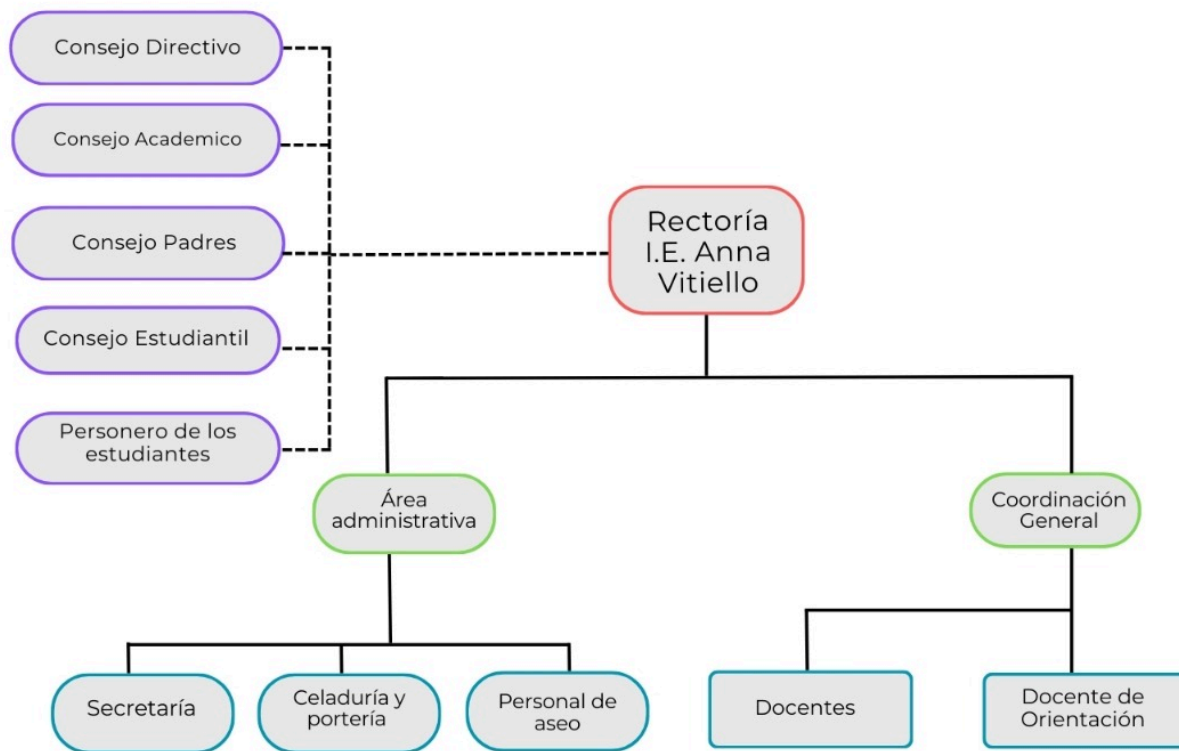 Consejo Directivo
Consejo Academico
Consejo Padres
Consejo Estudiantil
Personero de los
estudiantes
Rectoría
I.E. Anna
Vitiello
Área
administrativa
Coordinación
General
Secretaría
Celaduría y
portería
Personal de
aseo
Docentes
Docente de
Orientación